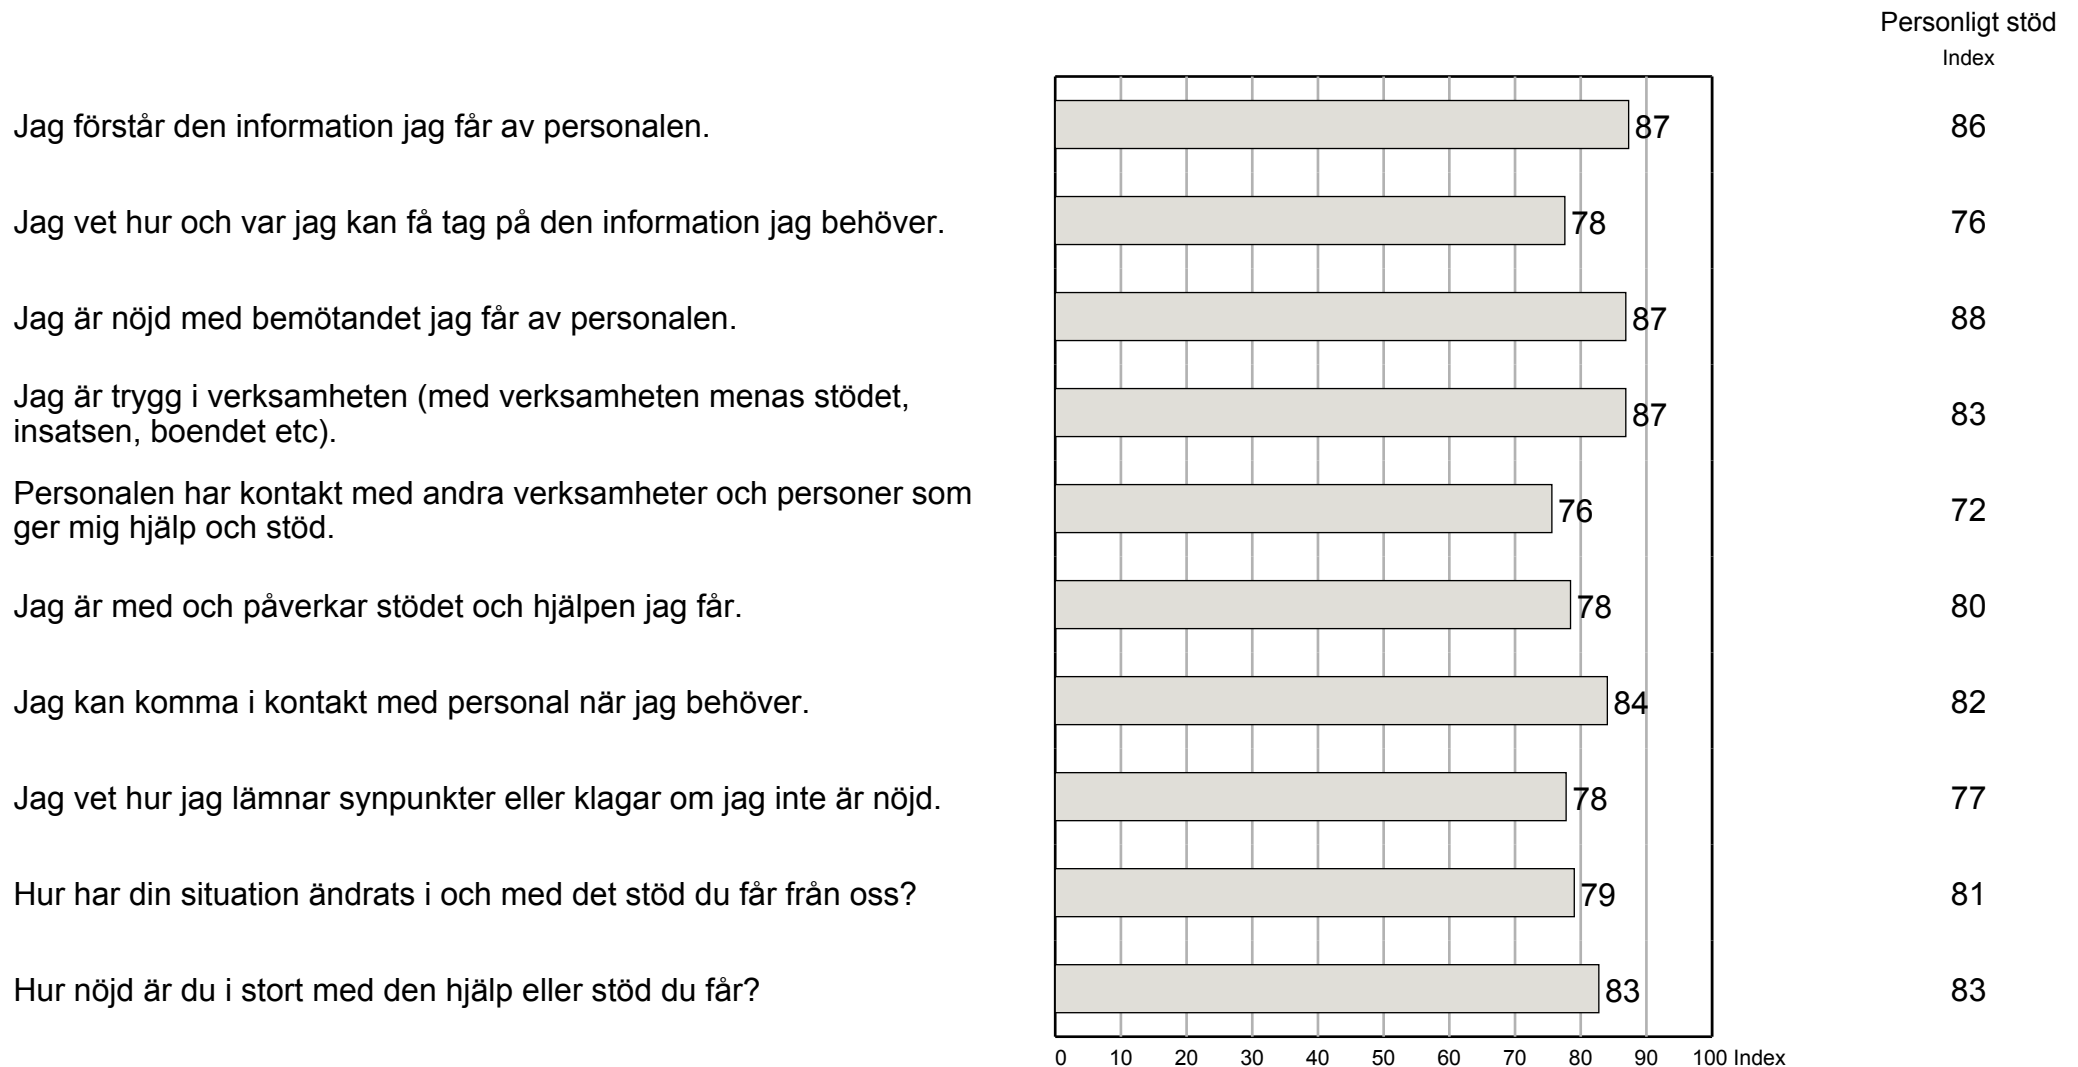 Personligt stöd
Index
Jag förstår den information jag får av personalen. 87 86
Jag vet hur och var jag kan få tag på den information jag behöver. 78 76
Jag är nöjd med bemötandet jag får av personalen. 87 88
Jag är trygg i verksamheten (med verksamheten menas stödet,
insatsen, boendet etc). 87 83
Personalen har kontakt med andra verksamheter och personer som
ger mig hjälp och stöd. 76 72
Jag är med och påverkar stödet och hjälpen jag får. 78 80
Jag kan komma i kontakt med personal när jag behöver. 84 82
Jag vet hur jag lämnar synpunkter eller klagar om jag inte är nöjd. 78 77
Hur har din situation ändrats i och med det stöd du får från oss? 79 81
Hur nöjd är du i stort med den hjälp eller stöd du får? 83 83
0 10 20 30 40 50 60 70 80 90 100 Index